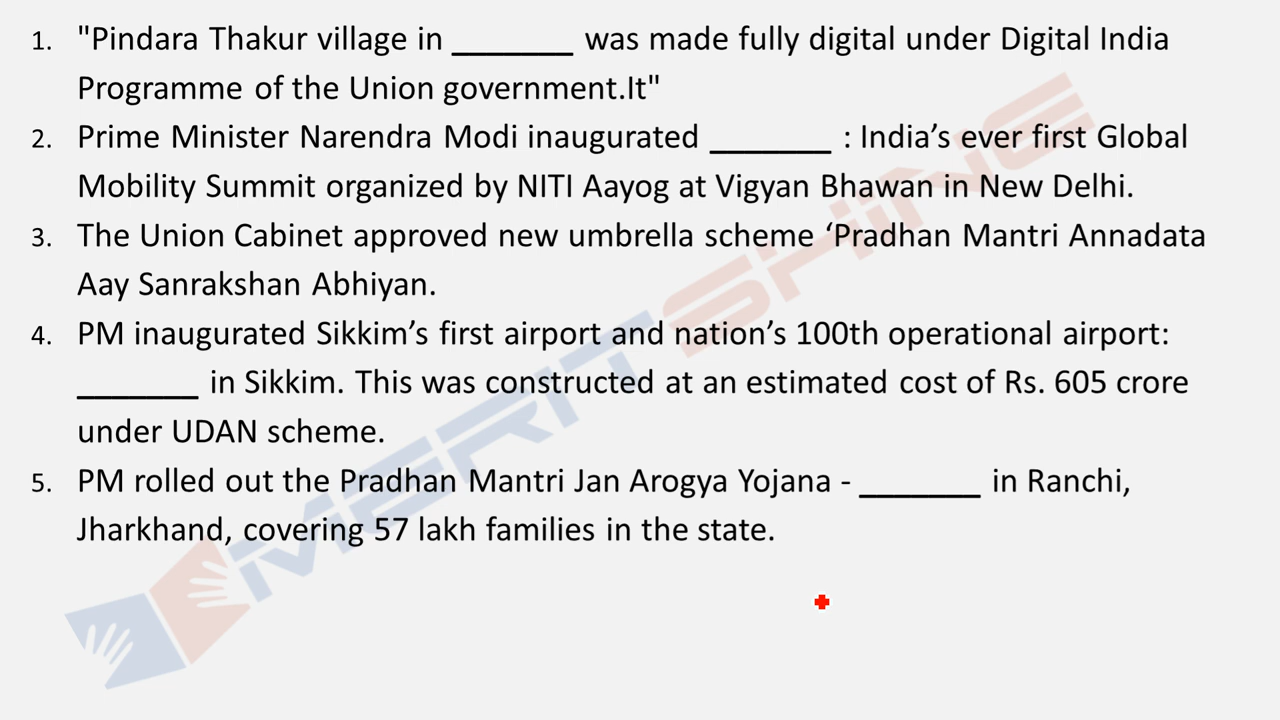 1. "Pindara Thakur village in _______ was made fully digital under Digital India
Programme of the Union government.It"
2. Prime Minister Narendra Modi inaugurated _______ : India’s ever first Global
Mobility Summit organized by NITI Aayog at Vigyan Bhawan in New Delhi.
3. The Union Cabinet approved new umbrella scheme ‘Pradhan Mantri Annadata
Aay Sanrakshan Abhiyan.
4. PM inaugurated Sikkim’s first airport and nation’s 100th operational airport:
_______ in Sikkim. This was constructed at an estimated cost of Rs. 605 crore
under UDAN scheme.
5. PM rolled out the Pradhan Mantri Jan Arogya Yojana - _______ in Ranchi,
Jharkhand, covering 57 lakh families in the state.
MERIT SHINE